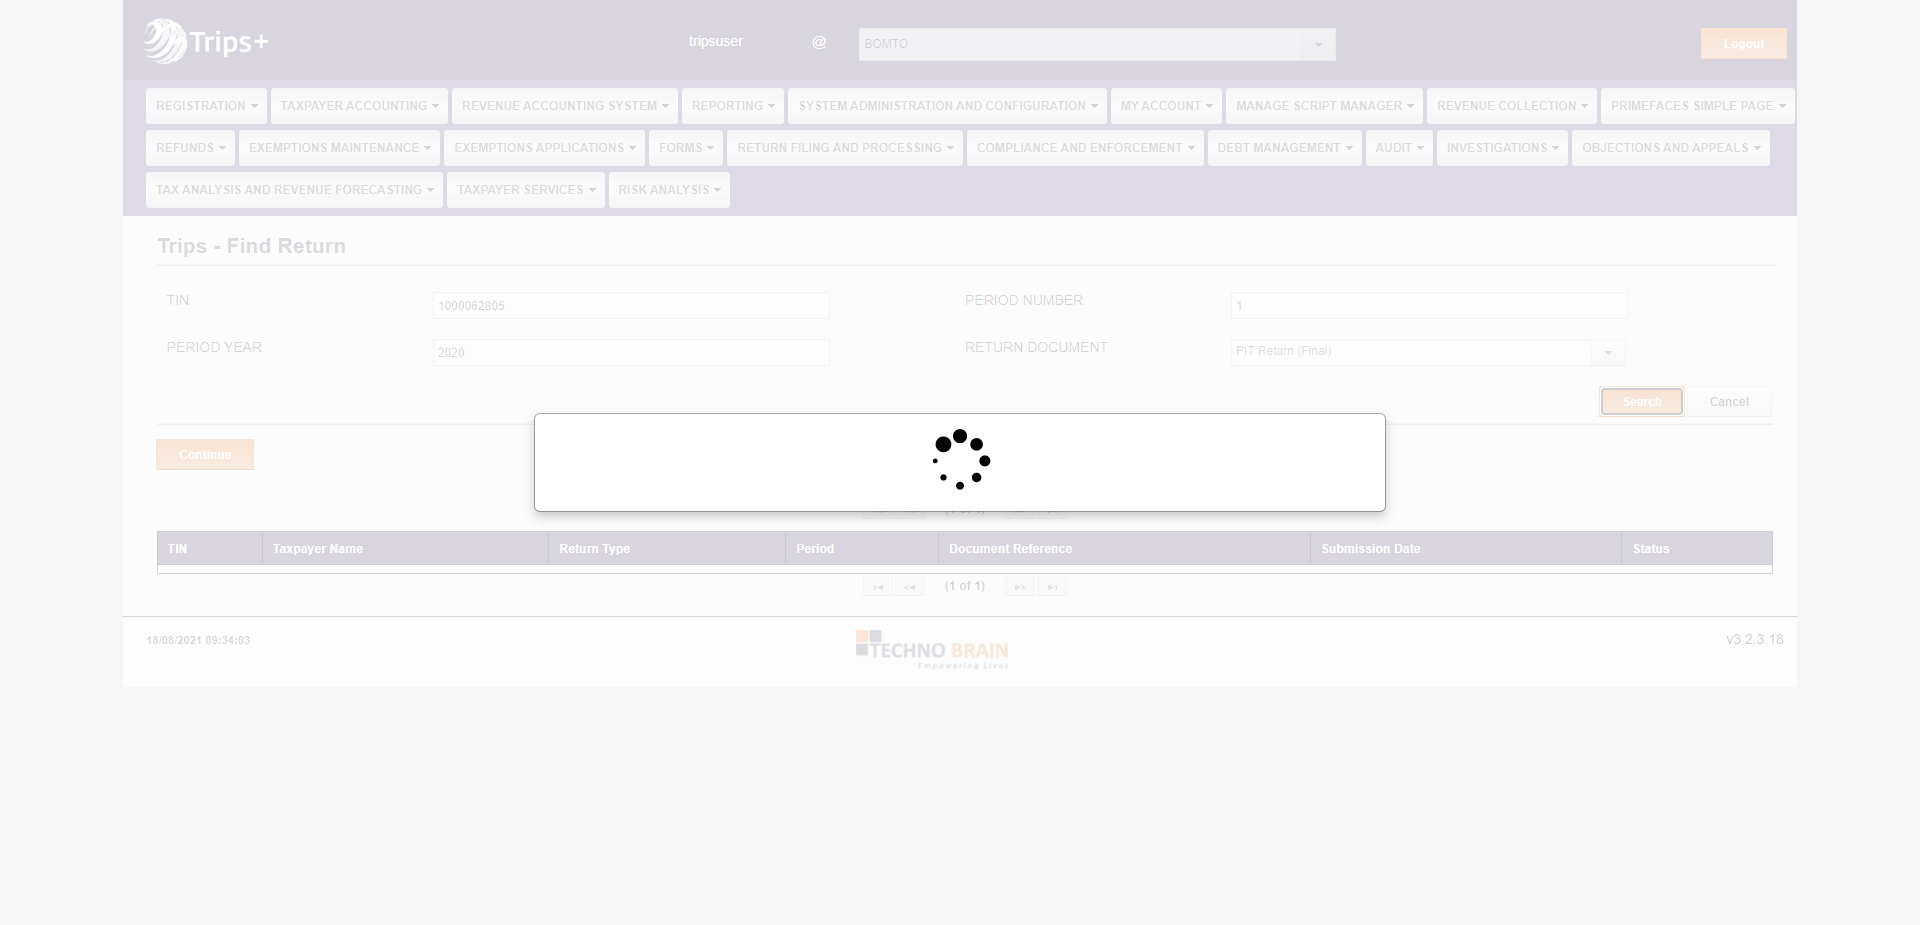 Trips+
tripsuser @ BOMTO Logout
REGISTRATION TAXPAYER ACCOUNTING REVENUE ACCOUNTING SYSTEM REPORTING SYSTEM ADMINISTRATION AND CONFIGURATION MY ACCOUNT MANAGE SCRIPT MANAGER REVENUE COLLECTION PRIMEFACES SIMPLE PAGE
REFUNDS EXEMPTIONS MAINTENANCE EXEMPTIONS APPLICATIONS FORMS RETURN FILING AND PROCESSING COMPLIANCE AND ENFORCEMENT DEBT MANAGEMENT AUDIT INVESTIGATIONS OBJECTIONS AND APPEALS
TAX ANALYSIS AND REVENUE FORECASTING TAXPAYER SERVICES RISK ANALYSIS
Trips - Find Return
TIN 1000062805 PERIOD NUMBER 1
PERIOD YEAR 2020 RETURN DOCUMENT PIT Return (Final)
Search Cancel
Continue
TIN Taxpayer Name Return Type Period Document Reference Submission Date Status
(1 of 1)
18/08/2021 09:34:03 TECHNO BRAIN v3.2.3.18
Empowering Lives